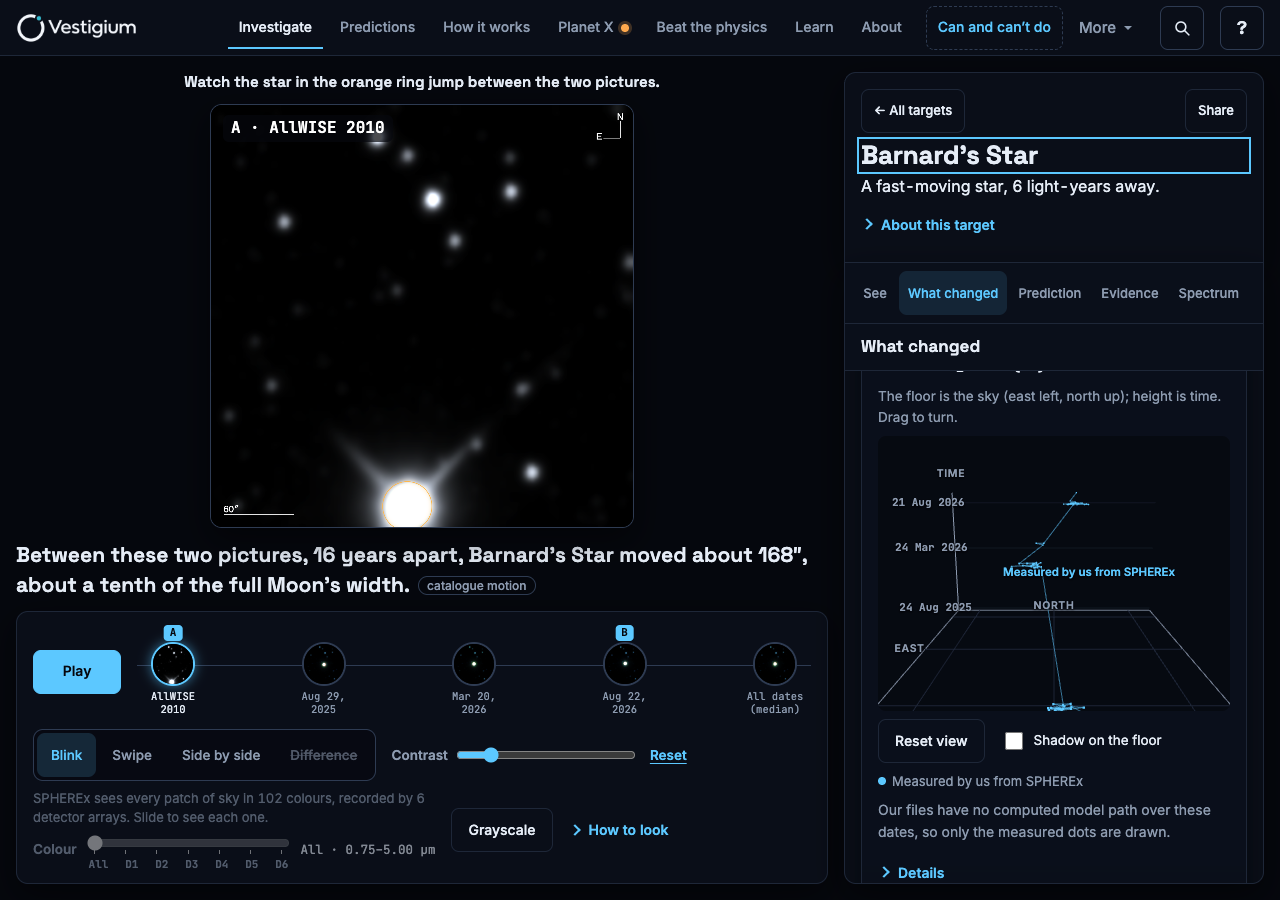 Vestigium
Investigate
Predictions
How it works
Planet X
Beat the physics
Learn
About
Can and can't do
More
?
Watch the star in the orange ring jump between the two pictures.
A · AllWISE 2010
N
E
60"
Between these two pictures, 16 years apart, Barnard's Star moved about 168″,
about a tenth of the full Moon's width.
catalogue motion
Play
A
AllWISE
2010
Aug 29,
2025
Mar 20,
2026
B
Aug 22,
2026
All dates
(median)
Blink
Swipe
Side by side
Difference
Contrast
Reset
SPHEREx sees every patch of sky in 102 colours, recorded by 6
detector arrays. Slide to see each one.
Colour
All
D1
D2
D3
D4
D5
D6
All · 0.75–5.00 µm
Grayscale
How to look
← All targets
Share
Barnard's Star
A fast-moving star, 6 light-years away.
About this target
See
What changed
Prediction
Evidence
Spectrum
What changed
The floor is the sky (east left, north up); height is time.
Drag to turn.
TIME
21 Aug 2026
24 Mar 2026
Measured by us from SPHEREx
24 Aug 2025
NORTH
EAST
Reset view
Shadow on the floor
Measured by us from SPHEREx
Our files have no computed model path over these
dates, so only the measured dots are drawn.
Details